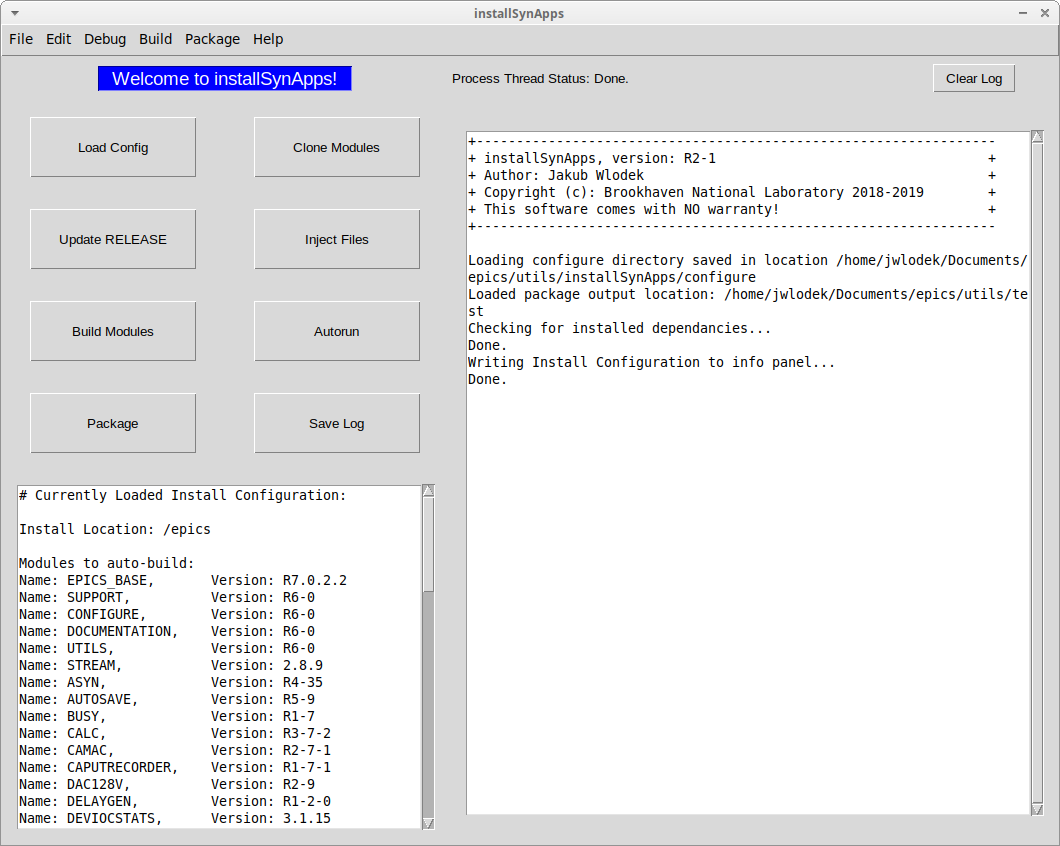 installSynApps
File Edit Debug Build Package Help
Welcome to installSynApps!
Process Thread Status: Done.
Clear Log
Load Config
Clone Modules
Update RELEASE
Inject Files
Build Modules
Autorun
Package
Save Log
+-----------------------------------------------------------------
+ installSynApps, version: R2-1                                  +
+ Author: Jakub Wlodek                                           +
+ Copyright (c): Brookhaven National Laboratory 2018-2019        +
+ This software comes with NO warranty!                          +
+-----------------------------------------------------------------
Loading configure directory saved in location /home/jwlodek/Documents/
epics/utils/installSynApps/configure
Loaded package output location: /home/jwlodek/Documents/epics/utils/te
st
Checking for installed dependancies...
Done.
Writing Install Configuration to info panel...
Done.
# Currently Loaded Install Configuration:
Install Location: /epics
Modules to auto-build:
Name: EPICS_BASE,       Version: R7.0.2.2
Name: SUPPORT,          Version: R6-0
Name: CONFIGURE,        Version: R6-0
Name: DOCUMENTATION,    Version: R6-0
Name: UTILS,            Version: R6-0
Name: STREAM,           Version: 2.8.9
Name: ASYN,             Version: R4-35
Name: AUTOSAVE,         Version: R5-9
Name: BUSY,             Version: R1-7
Name: CALC,             Version: R3-7-2
Name: CAMAC,            Version: R2-7-1
Name: CAPUTRECORDER,    Version: R1-7-1
Name: DAC128V,          Version: R2-9
Name: DELAYGEN,         Version: R1-2-0
Name: DEVIOCSTATS,      Version: 3.1.15